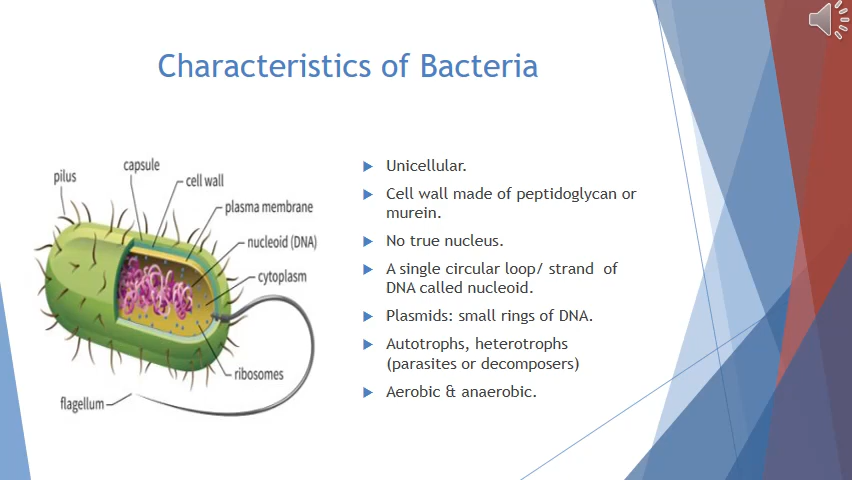 Characteristics of Bacteria
pilus
capsule
cell wall
plasma membrane
nucleoid (DNA)
cytoplasm
ribosomes
flagellum
Unicellular.
Cell wall made of peptidoglycan or
murein.
No true nucleus.
A single circular loop/ strand of
DNA called nucleoid.
Plasmids: small rings of DNA.
Autotrophs, heterotrophs
(parasites or decomposers)
Aerobic & anaerobic.